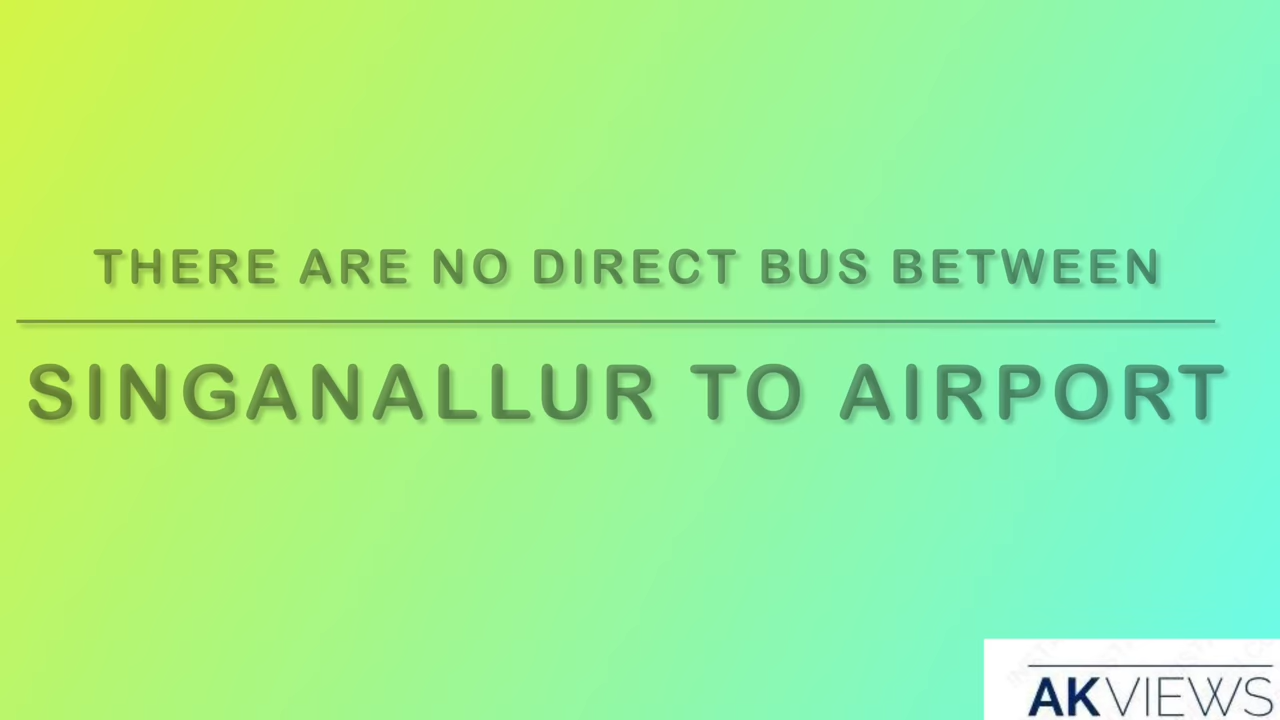 THERE ARE NO DIRECT BUS BETWEEN
SINGANALLUR TO AIRPORT
AKVIEWS